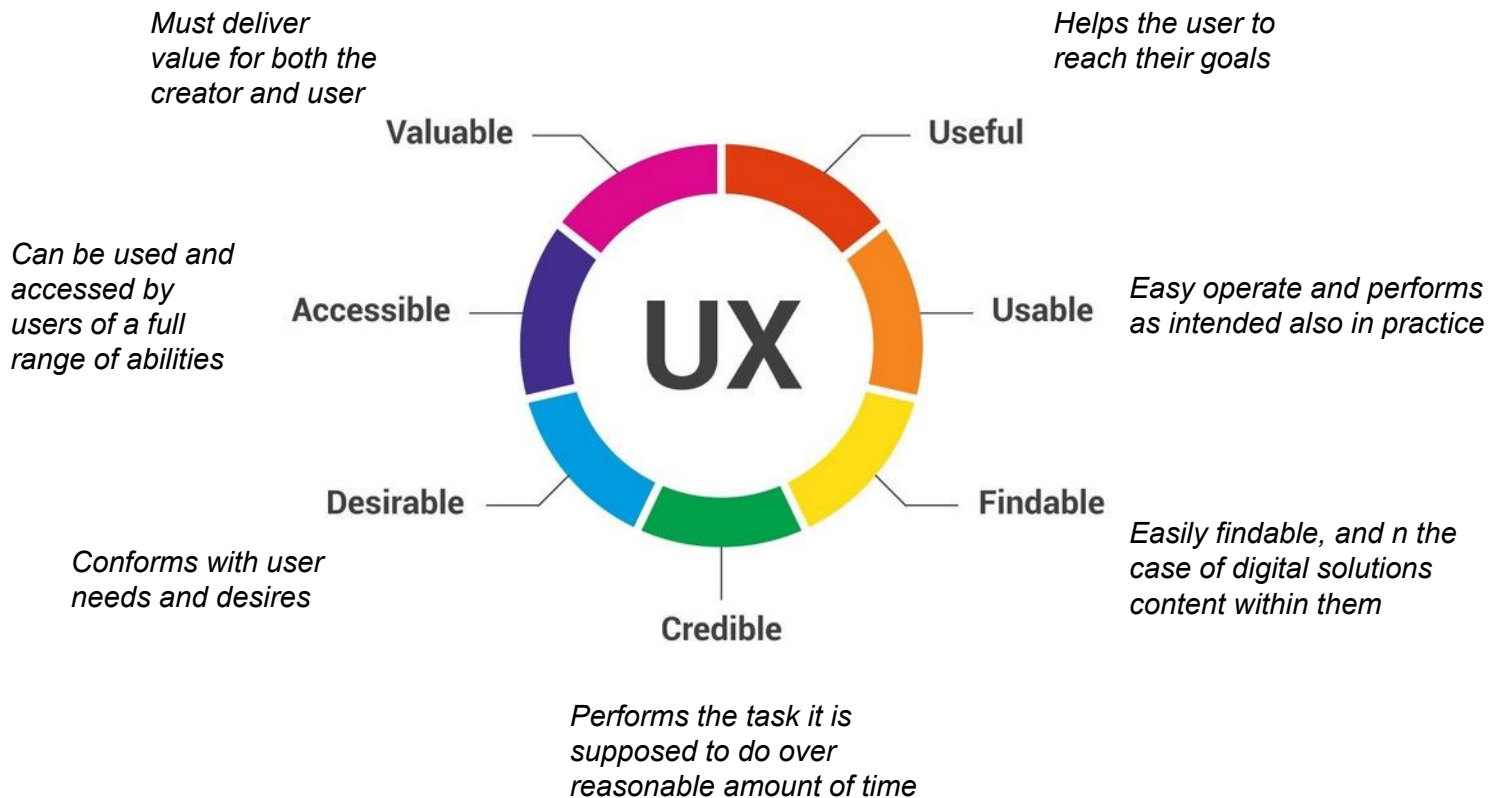 Must deliver
value for both the
creator and user
Helps the user to
reach their goals
Valuable
Useful
Can be used and
accessed by
users of a full
range of abilities
Accessible
UX
Usable
Easy operate and performs
as intended also in practice
Desirable
Findable
Conforms with user
needs and desires
Easily findable, and n the
case of digital solutions
content within them
Credible
Performs the task it is
supposed to do over
reasonable amount of time